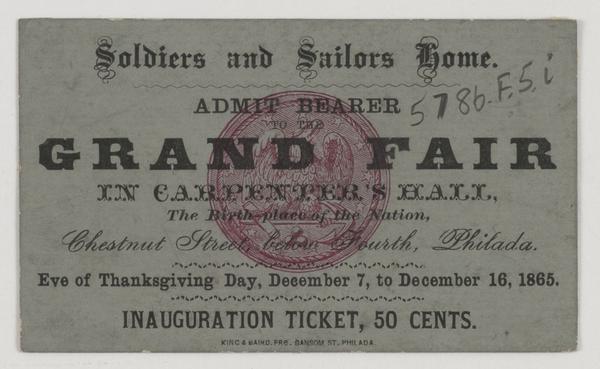 Soldiers and Sailors Home.
5786.F.5.i
ADMIT BEARER
TO THE
GRAND FAIR
IN CARPENTER'S HALL,
The Birth-place of the Nation,
Chestnut Street, below Fourth, Philada.
Eve of Thanksgiving Day, December 7, to December 16, 1865.
INAUGURATION TICKET, 50 CENTS.
KING & BAIRD, PRS. SANSOM ST. PHILADA.